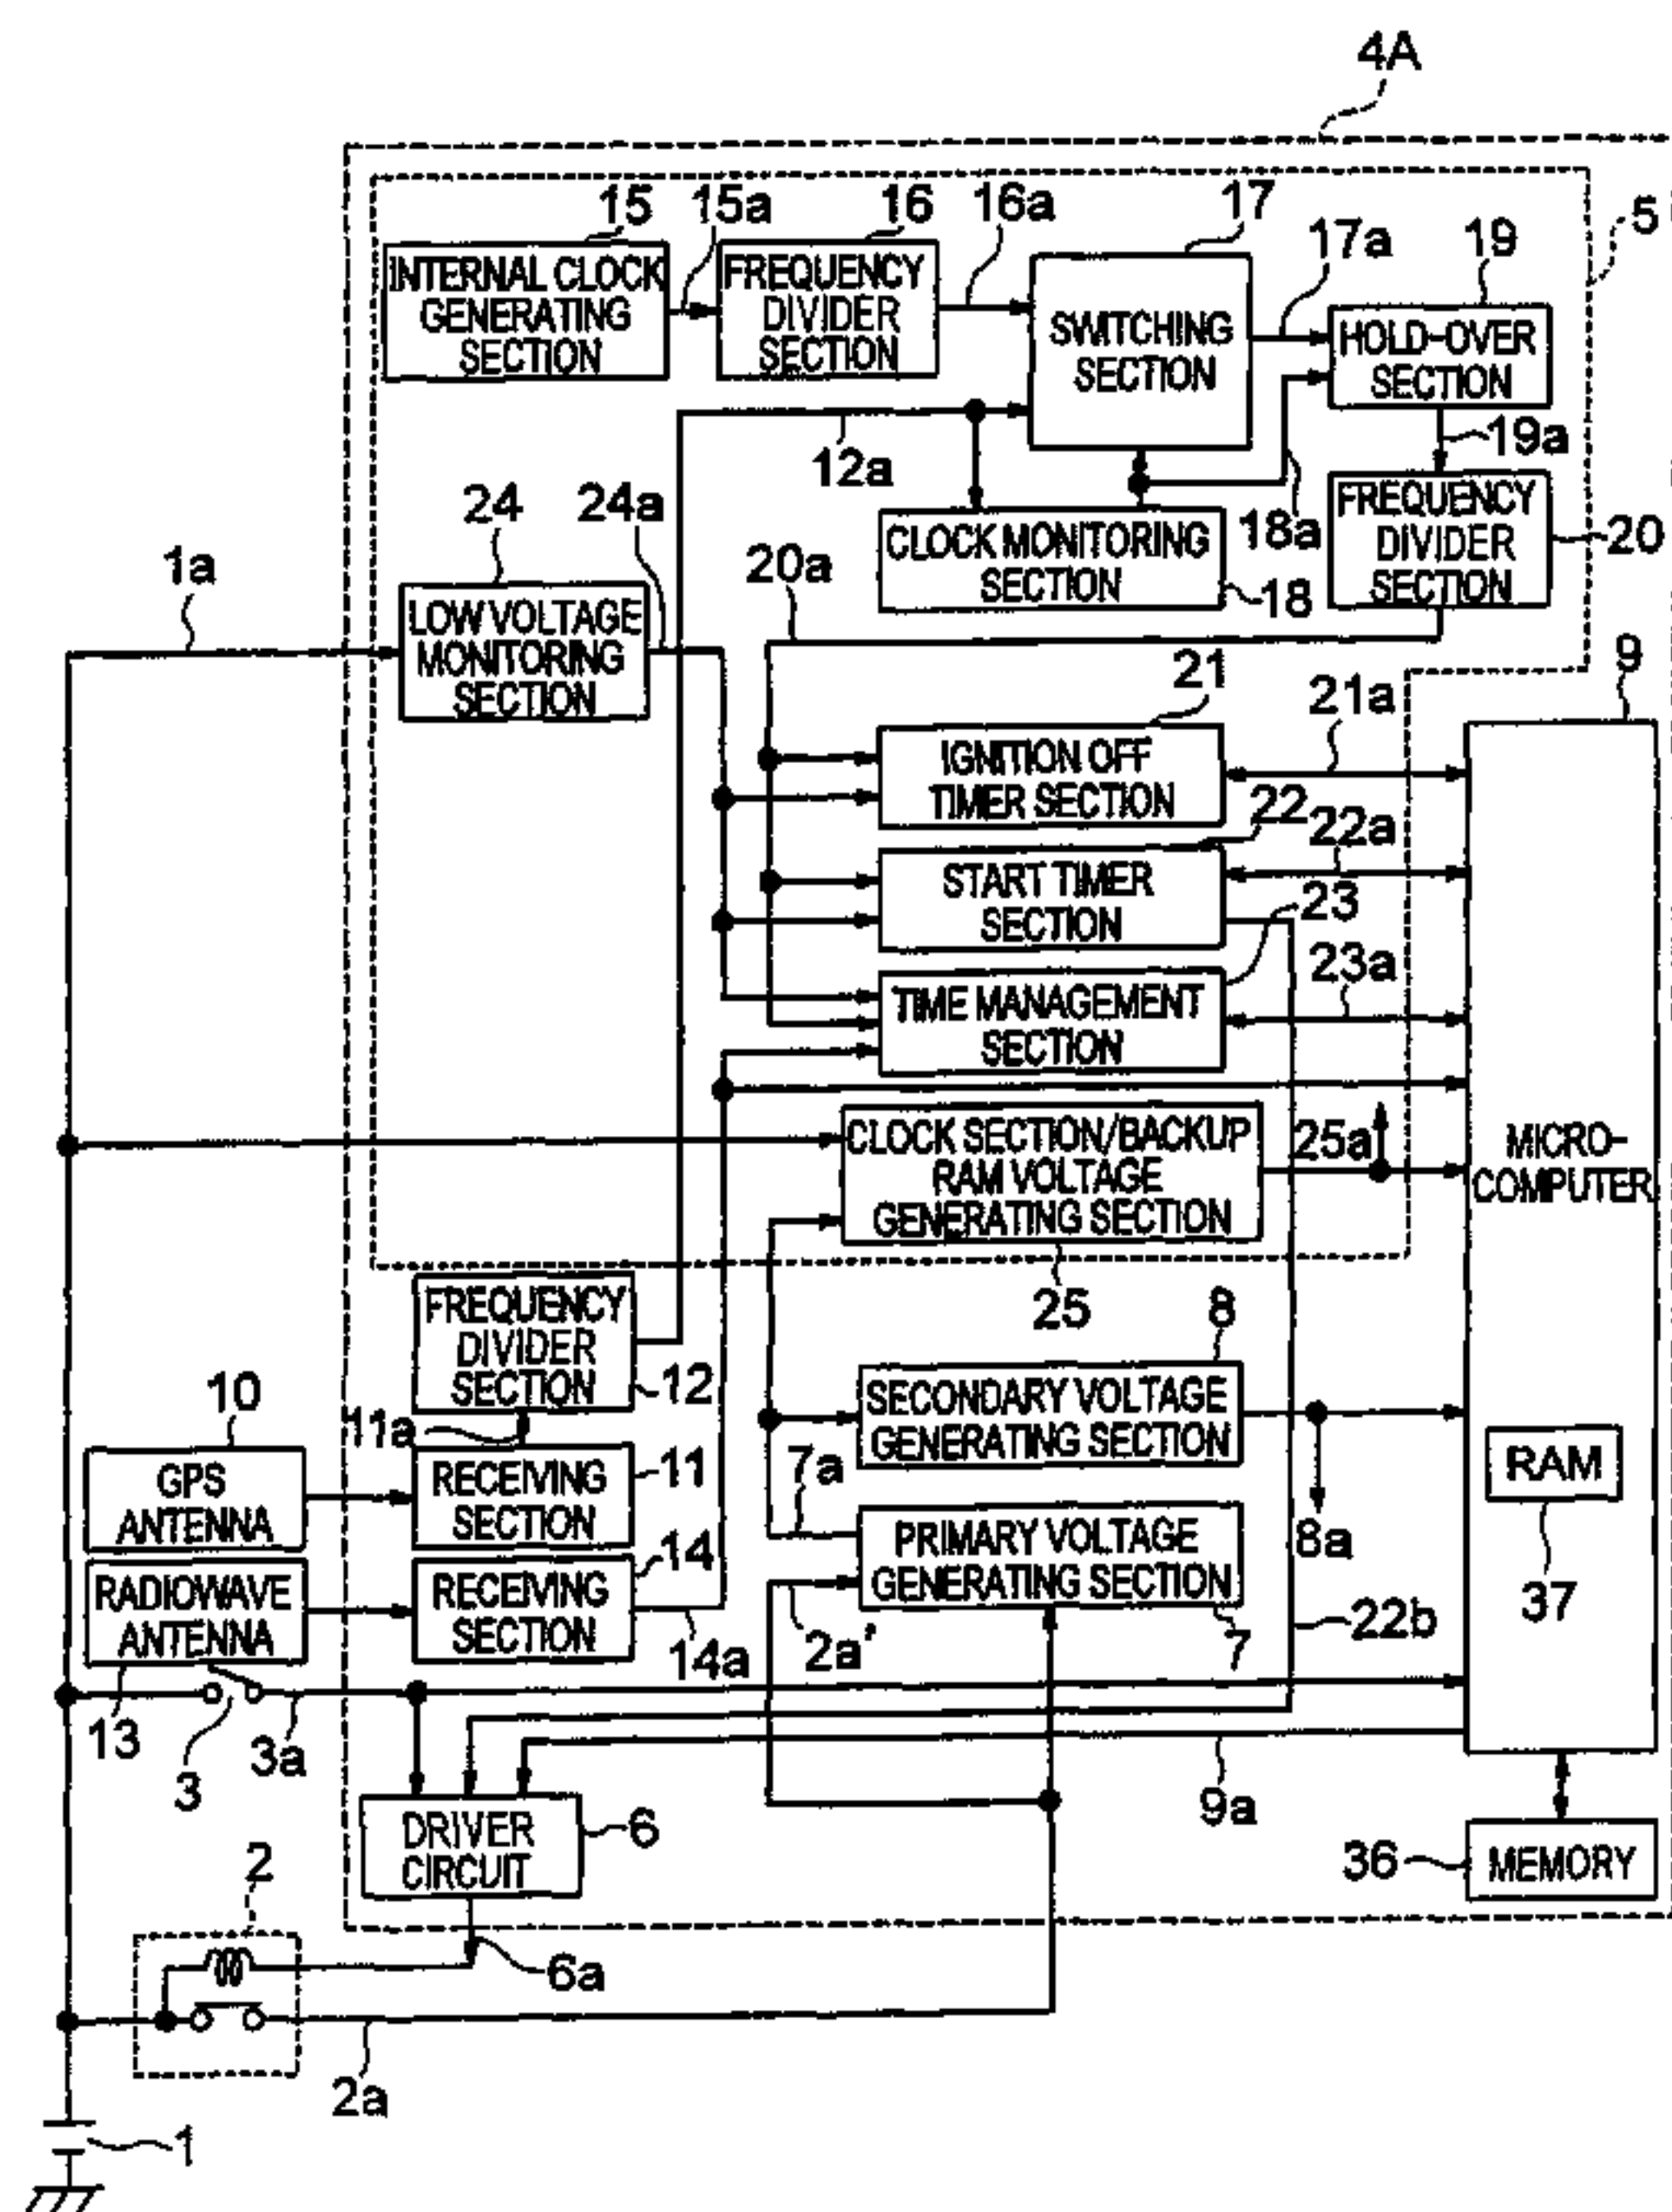 4A
15
15a
16
16a
17
17a
19
5
INTERNAL CLOCK
GENERATING
SECTION
FREQUENCY
DIVIDER
SECTION
SWITCHING
SECTION
HOLD-OVER
SECTION
12a
19a
24
24a
18a
FREQUENCY
DIVIDER
SECTION
20
CLOCK MONITORING
SECTION
18
20a
1a
LOW VOLTAGE
MONITORING
SECTION
21
21a
9
IGNITION OFF
TIMER SECTION
22
22a
START TIMER
SECTION
23
23a
TIME MANAGEMENT
SECTION
CLOCK SECTION/BACKUP
RAM VOLTAGE
GENERATING SECTION
25a
MICRO-
COMPUTER
25
FREQUENCY
DIVIDER
SECTION
12
8
10
11a
SECONDARY VOLTAGE
GENERATING SECTION
GPS
ANTENNA
RECEIVING
SECTION
11
7a
RAM
8a
37
RADIOWAVE
ANTENNA
RECEIVING
SECTION
14
PRIMARY VOLTAGE
GENERATING SECTION
14a
2a'
7
22b
13
3
3a
9a
DRIVER
CIRCUIT
6
36
MEMORY
2
6a
2a
1